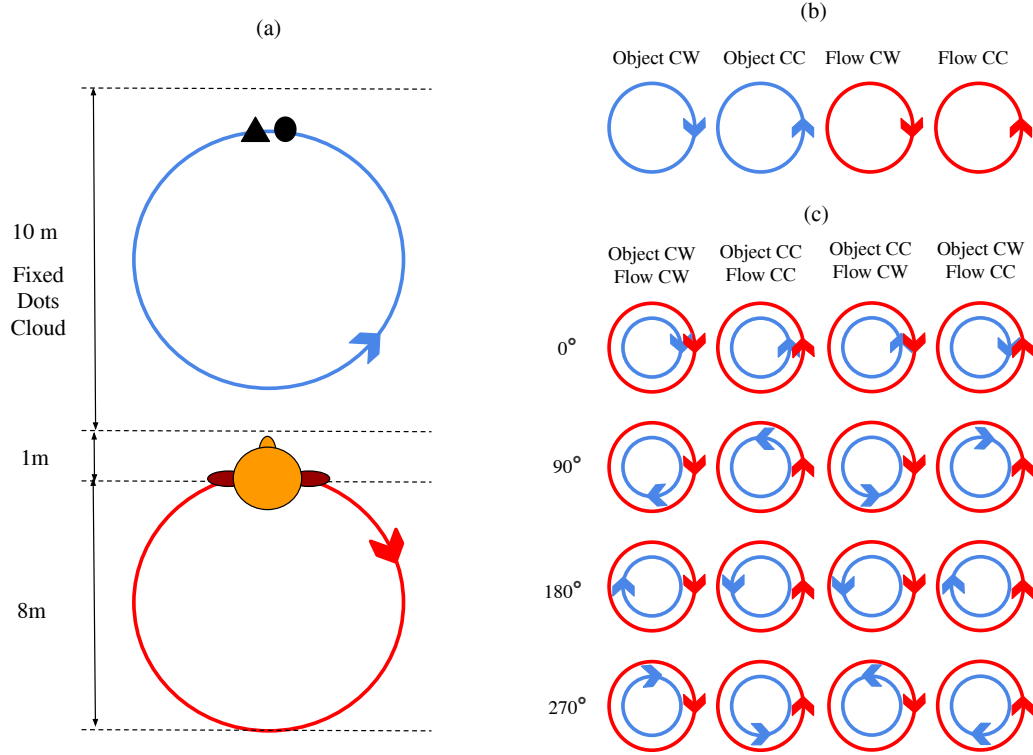 (a)
10 m
Fixed
Dots
Cloud
1m
8m
(b)
Object CW
Object CC
Flow CW
Flow CC
(c)
Object CW
Flow CW
Object CC
Flow CC
Object CC
Flow CW
Object CW
Flow CC
0°
90°
180°
270°